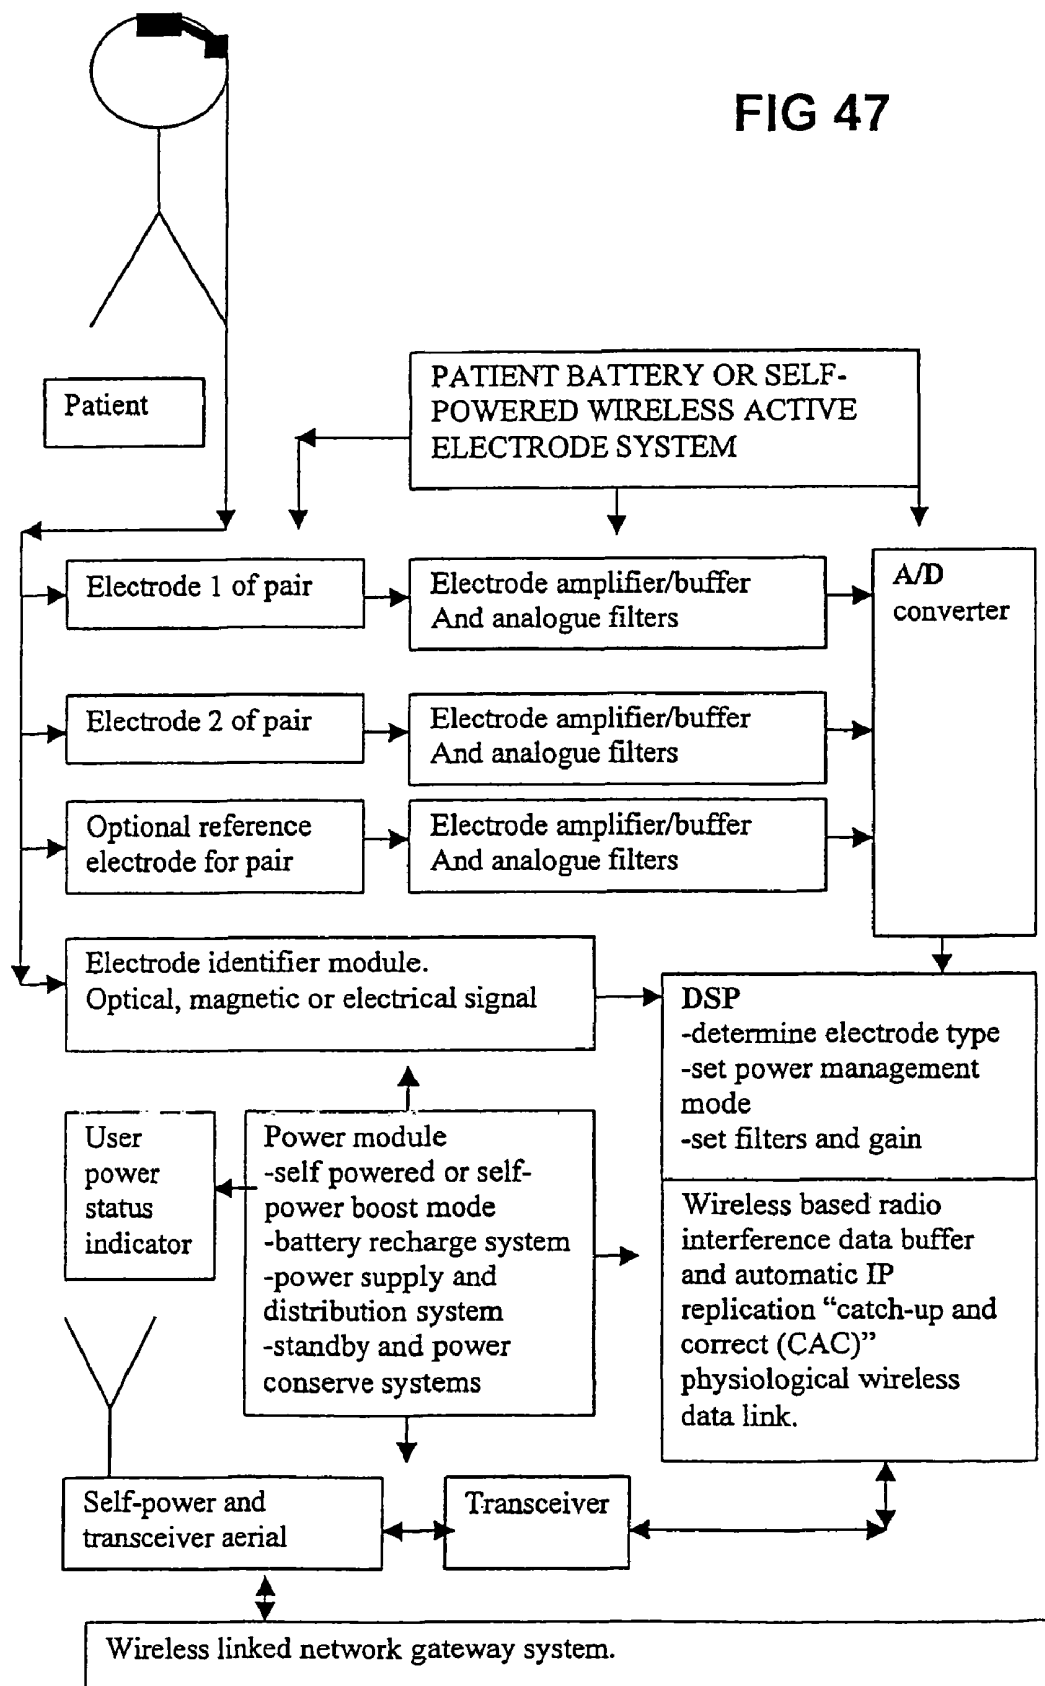 FIG 47
Patient
PATIENT BATTERY OR SELF-
POWERED WIRELESS ACTIVE
ELECTRODE SYSTEM
Electrode 1 of pair
Electrode amplifier/buffer
And analogue filters
A/D
converter
Electrode 2 of pair
Electrode amplifier/buffer
And analogue filters
Optional reference
electrode for pair
Electrode amplifier/buffer
And analogue filters
Electrode identifier module.
Optical, magnetic or electrical signal
DSP
-determine electrode type
-set power management
mode
-set filters and gain
User
power
status
indicator
Power module
-self powered or self-
power boost mode
-battery recharge system
-power supply and
distribution system
-standby and power
conserve systems
Wireless based radio
interference data buffer
and automatic IP
replication “catch-up and
correct (CAC)”
physiological wireless
data link.
Self-power and
transceiver aerial
Transceiver
Wireless linked network gateway system.